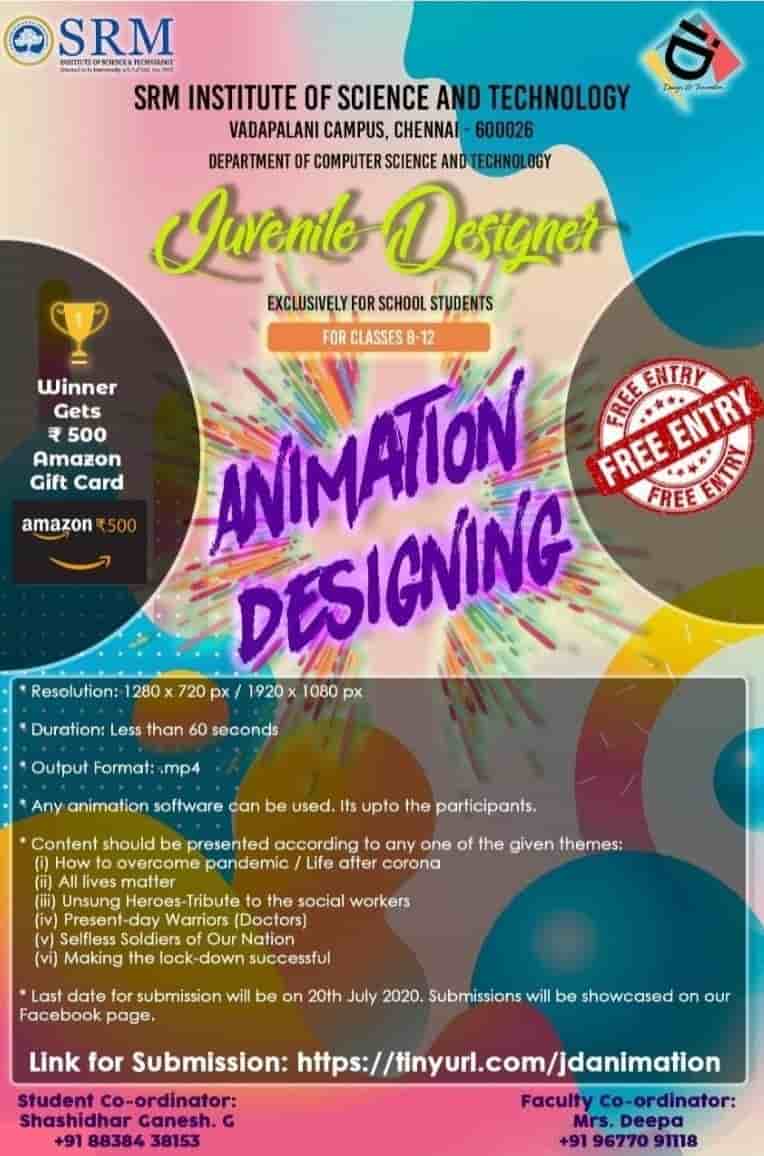 SRM
INSTITUTE OF SCIENCE & TECHNOLOGY
Di
SRM INSTITUTE OF SCIENCE AND TECHNOLOGY
VADAPALANI CAMPUS, CHENNAI - 600026
DEPARTMENT OF COMPUTER SCIENCE AND TECHNOLOGY
Juvenile Designer
EXCLUSIVELY FOR SCHOOL STUDENTS
FOR CLASSES 8-12
1
Winner
Gets
₹ 500
Amazon
Gift Card
amazon ₹500
ANIMATION
DESIGNING
FREE ENTRY
FREE ENTRY
FREE ENTRY
* Resolution: 1280 x 720 px / 1920 x 1080 px
* Duration: Less than 60 seconds
* Output Format: .mp4
* Any animation software can be used. Its upto the participants.
* Content should be presented according to any one of the given themes:
(i) How to overcome pandemic / Life after corona
(ii) All lives matter
(iii) Unsung Heroes-Tribute to the social workers
(iv) Present-day Warriors (Doctors)
(v) Selfless Soldiers of Our Nation
(vi) Making the lock-down successful
* Last date for submission will be on 20th July 2020. Submissions will be showcased on our
Facebook page.
Link for Submission: https://tinyurl.com/jdanimation
Student Co-ordinator:
Shashidhar Ganesh. G
+91 88384 38153
Faculty Co-ordinator:
Mrs. Deepa
+91 96770 91118